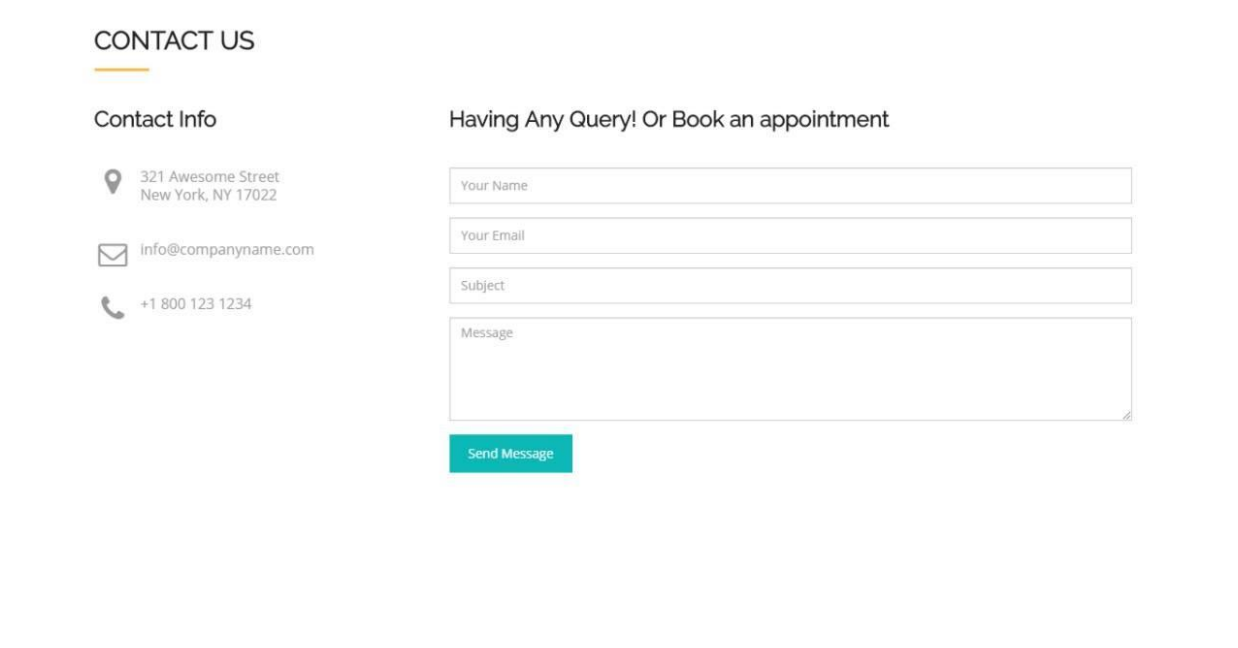 CONTACT US
Contact Info
321 Awesome Street
New York, NY 17022
info@companyname.com
+1 800 123 1234
Having Any Query! Or Book an appointment
Your Name
Your Email
Subject
Message
Send Message